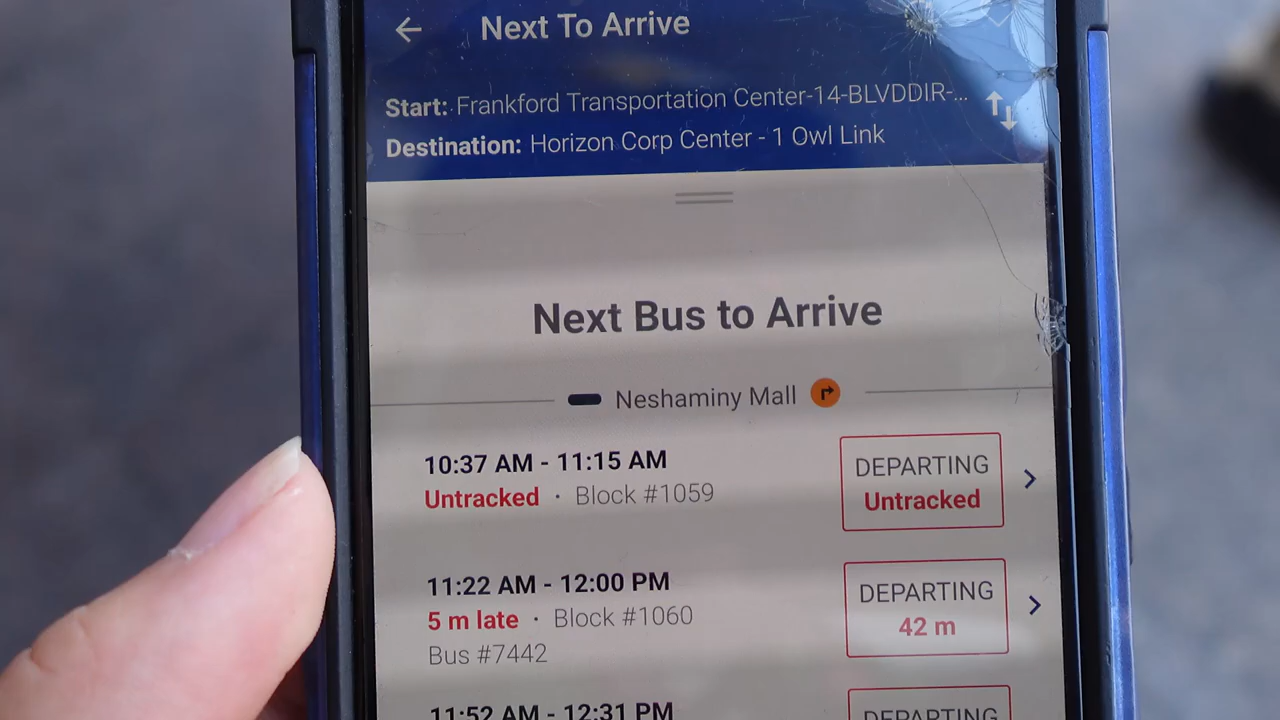 Next To Arrive
Start: Frankford Transportation Center-14-BLVDDIR-...
Destination: Horizon Corp Center - 1 Owl Link
Next Bus to Arrive
Neshaminy Mall
10:37 AM - 11:15 AM
Untracked · Block #1059
DEPARTING
Untracked
11:22 AM - 12:00 PM
5 m late · Block #1060
Bus #7442
DEPARTING
42 m
11:52 AM - 12:31 PM
DEPARTING